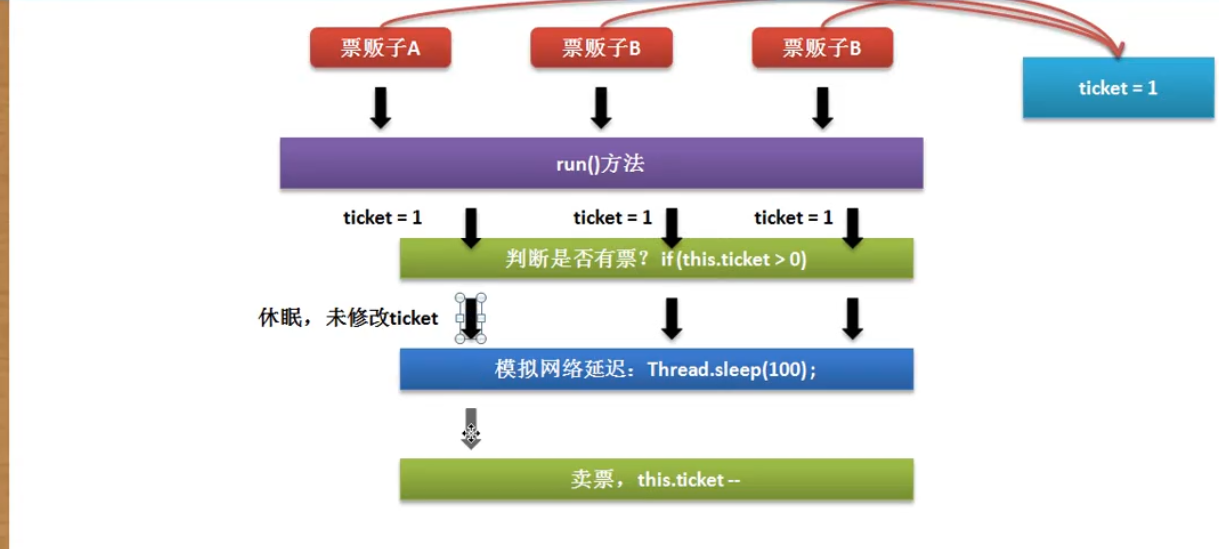 票贩子A
票贩子B
票贩子B
ticket = 1
run()方法
ticket = 1
ticket = 1
ticket = 1
判断是否有票？if (this.ticket > 0)
休眠，未修改ticket
模拟网络延迟：Thread.sleep(100) ;
卖票，this.ticket --